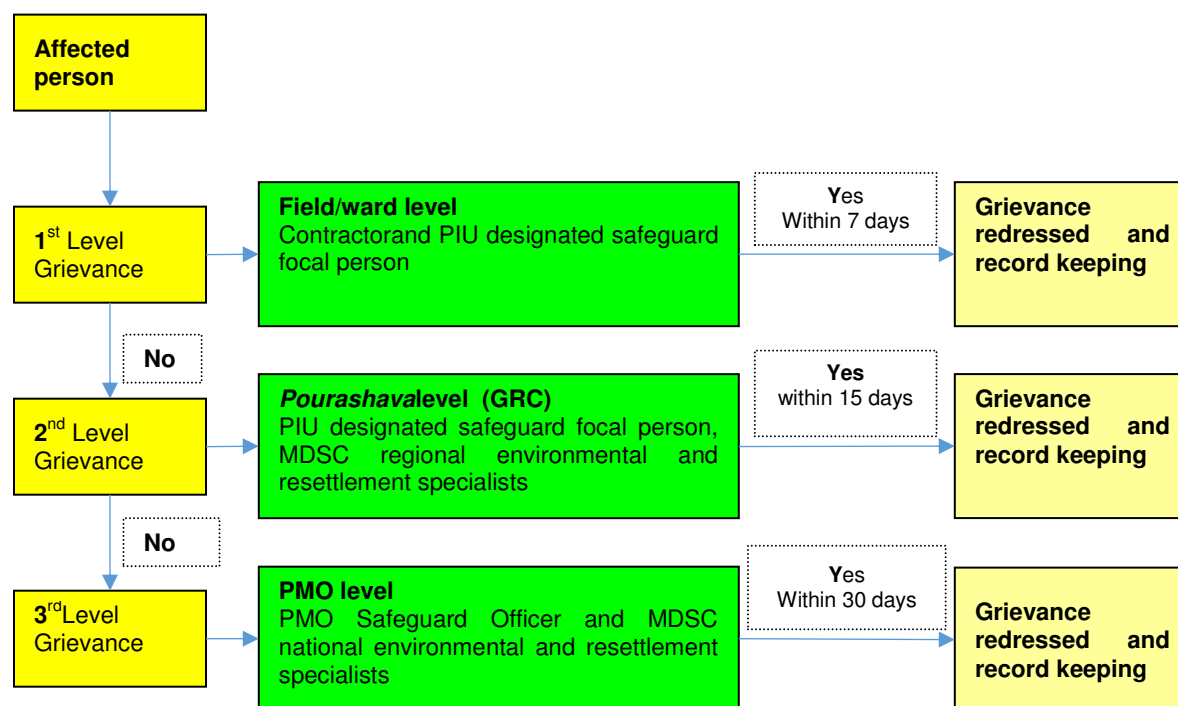 Affected
person
1st Level
Grievance
Field/ward level
Contractorand PIU designated safeguard
focal person
Yes
Within 7 days
Grievance
redressed and
record keeping
No
2nd Level
Grievance
Pourashavalevel (GRC)
PIU designated safeguard focal person,
MDSC regional environmental and
resettlement specialists
Yes
within 15 days
Grievance
redressed and
record keeping
No
3rdLevel
Grievance
PMO level
PMO Safeguard Officer and MDSC
national environmental and resettlement
specialists
Yes
Within 30 days
Grievance
redressed and
record keeping